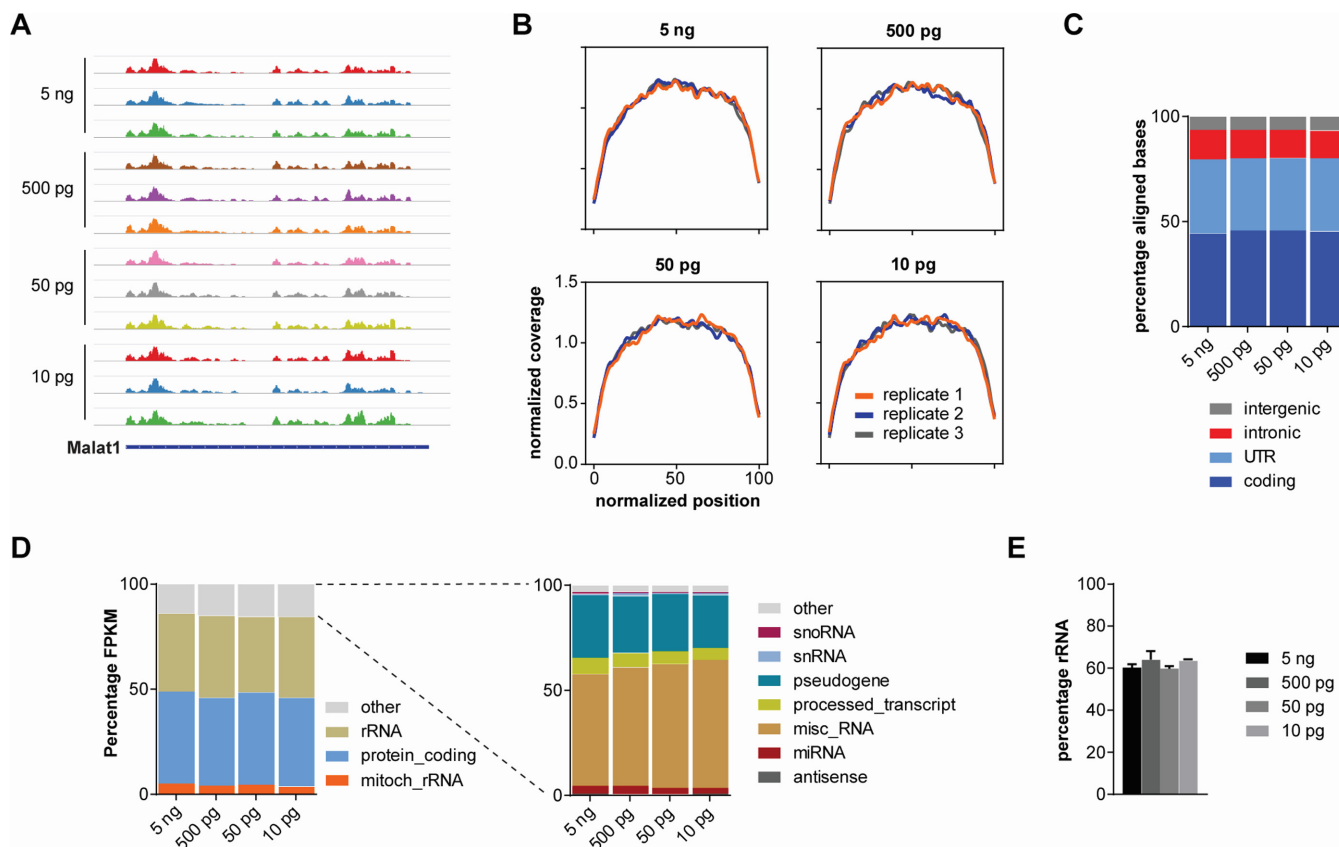 A
5 ng
500 pg
50 pg
10 pg
Malat1
B
5 ng
500 pg
50 pg
10 pg
normalized coverage
1.5
1.0
0.5
0.0
0
50
100
normalized position
replicate 1
replicate 2
replicate 3
C
percentage aligned bases
100
50
0
5 ng
500 pg
50 pg
10 pg
intergenic
intronic
UTR
coding
D
Percentage FPKM
100
50
0
5 ng
500 pg
50 pg
10 pg
other
rRNA
protein_coding
mitoch_rRNA
100
50
0
5 ng
500 pg
50 pg
10 pg
other
snoRNA
snRNA
pseudogene
processed_transcript
misc_RNA
miRNA
antisense
E
percentage rRNA
100
80
60
40
20
0
5 ng
500 pg
50 pg
10 pg